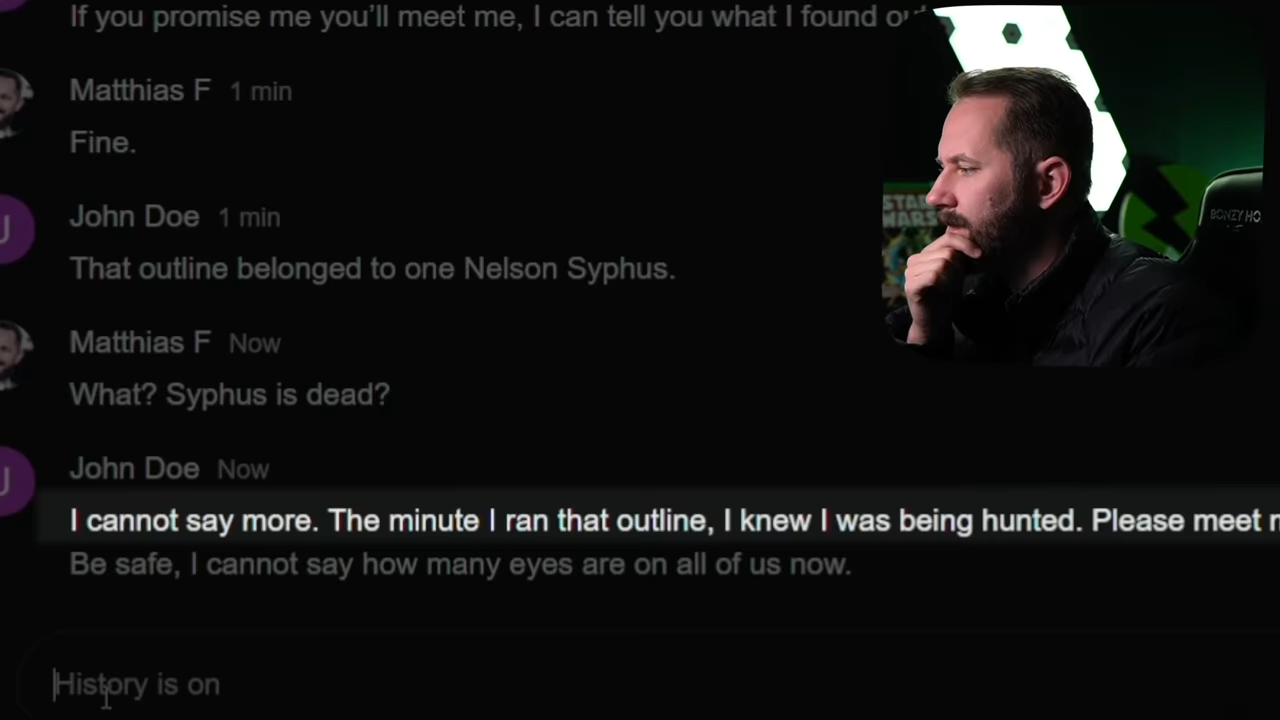 If you promise me you’ll meet me, I can tell you what I found
Matthias F 1 min
Fine.
John Doe 1 min
That outline belonged to one Nelson Syphus.
Matthias F Now
What? Syphus is dead?
John Doe Now
I cannot say more. The minute I ran that outline, I knew I was being hunted. Please meet
Be safe, I cannot say how many eyes are on all of us now.
History is on
J
J
STAR
WARS